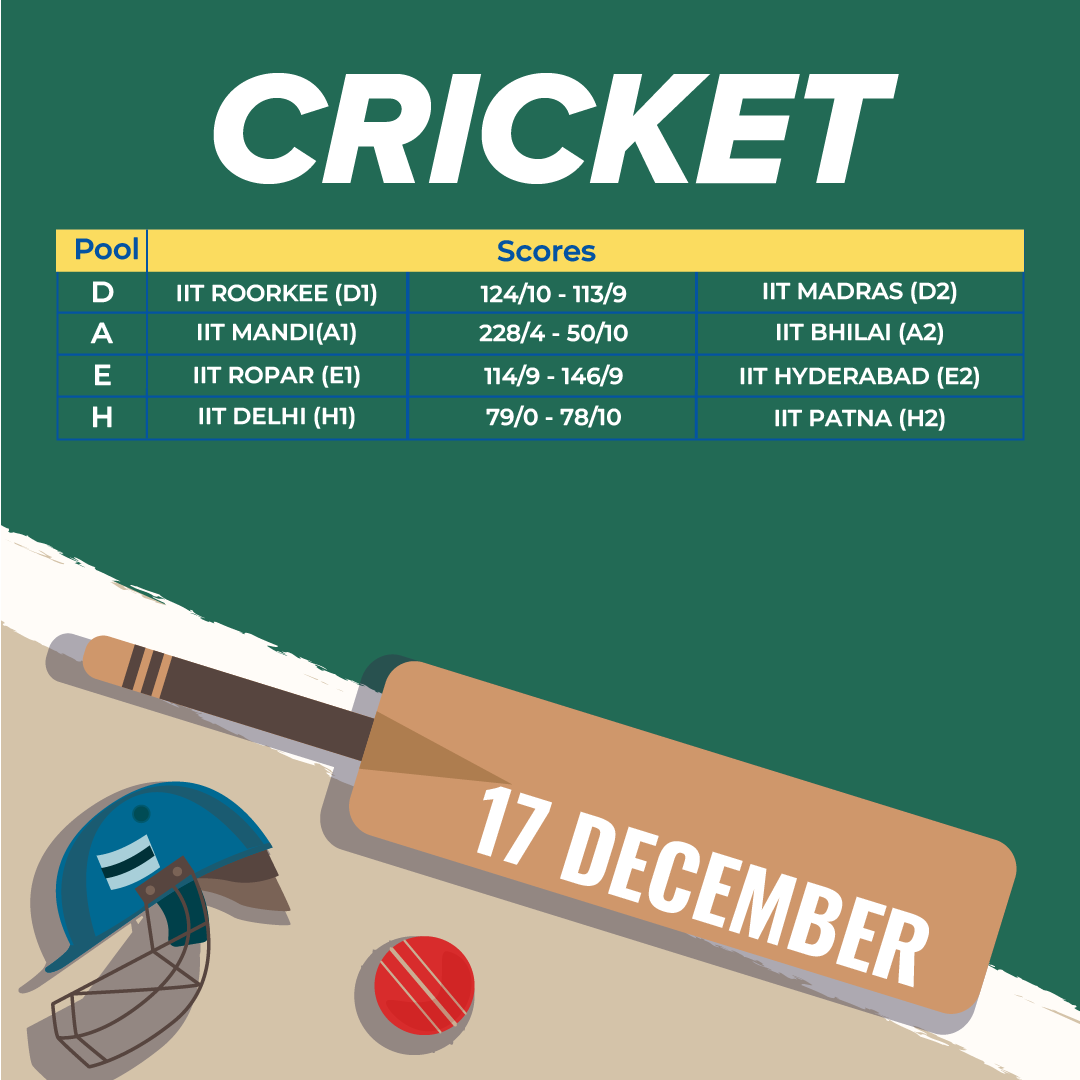 CRICKET
Pool Scores
D IIT ROORKEE (D1) 124/10 - 113/9 IIT MADRAS (D2)
A IIT MANDI(A1) 228/4 - 50/10 IIT BHILAI (A2)
E IIT ROPAR (E1) 114/9 - 146/9 IIT HYDERABAD (E2)
H IIT DELHI (H1) 79/0 - 78/10 IIT PATNA (H2)
17 DECEMBER